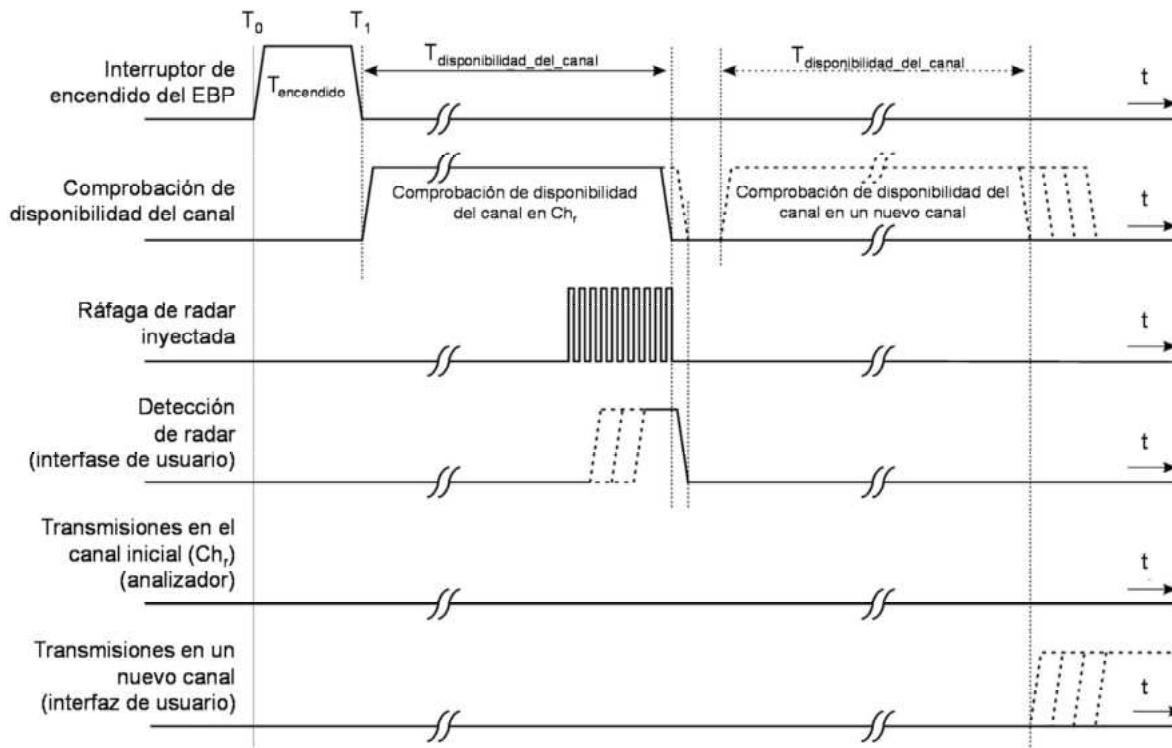 T0 T1
Tdisponibilidad_del_canal
Tdisponibilidad_del_canal
t
Interruptor de
encendido del EBP
Tencendido
Comprobación de
disponibilidad del canal
Comprobación de disponibilidad
del canal en Chr
Comprobación de disponibilidad del
canal en un nuevo canal
t
Ráfaga de radar
inyectada
t
Detección
de radar
(interfase de usuario)
t
Transmisiones en el
canal inicial (Chr)
(analizador)
t
Transmisiones en un
nuevo canal
(interfaz de usuario)
t